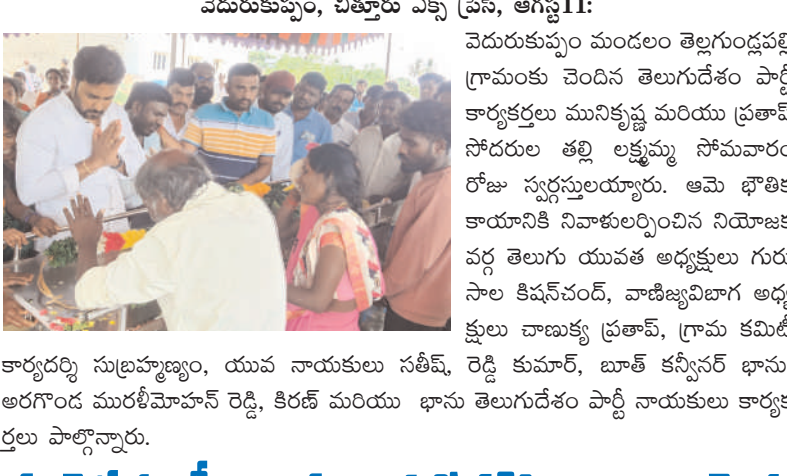 వెదురుకుప్పం, చిత్తూరు ఎక్స్ ప్రెస్, ఆగస్ట్11:
వెదురుకుప్పం మండలం తెల్లగుండ్లపల్లి
గ్రామంకు చెందిన తెలుగుదేశం పార్టీ
కార్యకర్తలు మునికృష్ణ మరియు ప్రతాప్
సోదరుల తల్లి లక్ష్మమ్మ సోమవారం
రోజు స్వర్గస్తులయ్యారు. ఆమె భౌతిక
కాయానికి నివాళులర్పించిన నియోజక
వర్గ తెలుగు యువత అధ్యక్షులు గురు
సాల కిషన్‌చంద్, వాణిజ్యవిబాగ అధ్య
క్షులు చాణుక్య ప్రతాప్, గ్రామ కమిటీ
కార్యదర్శి సుబ్రహ్మణ్యం, యువ నాయకులు సతీష్, రెడ్డి కుమార్, బూత్ కన్వీనర్ భాను
అరగొండ మురళీమోహన్ రెడ్డి, కిరణ్ మరియు భాను తెలుగుదేశం పార్టీ నాయకులు కార్యక
ర్తలు పాల్గొన్నారు.